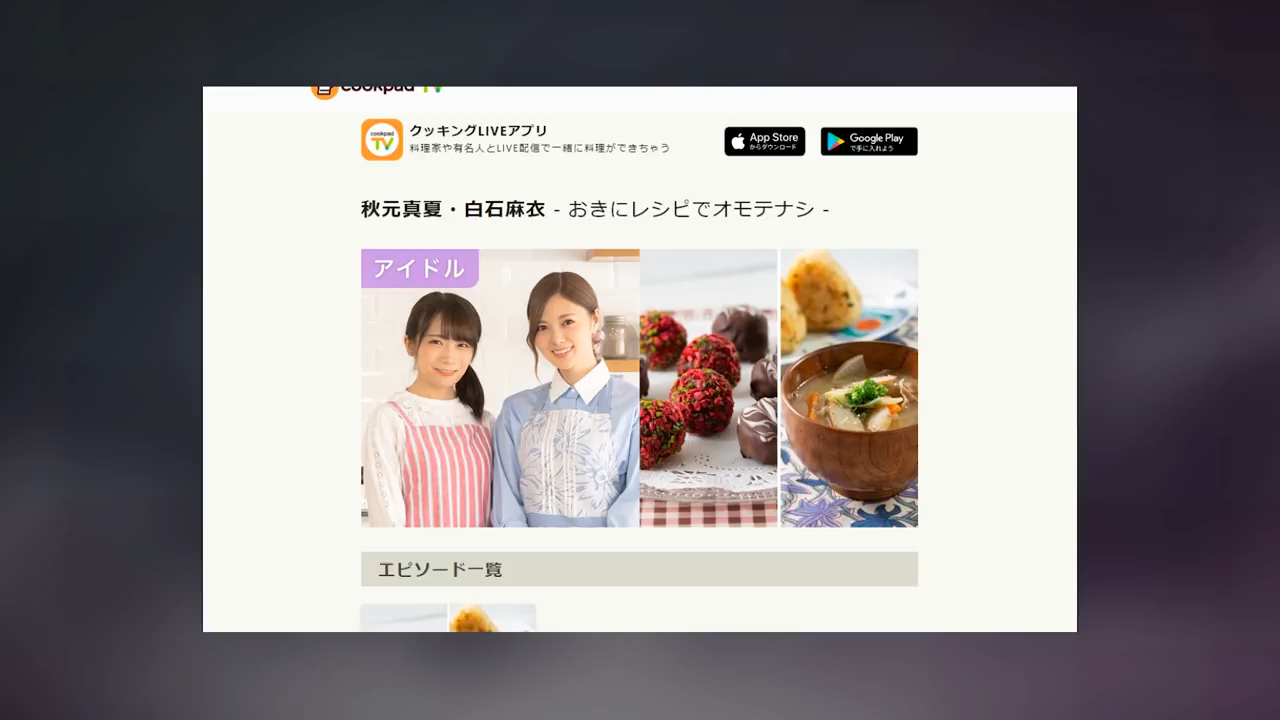 cookpad TV
クッキングLIVEアプリ
料理家や有名人とLIVE配信で一緒に料理ができちゃう
cookpad
TV
App Store
からダウンロード
Google Play
で手に入れよう
秋元真夏・白石麻衣 - おきにレシピでオモテナシ -
アイドル
エピソード一覧